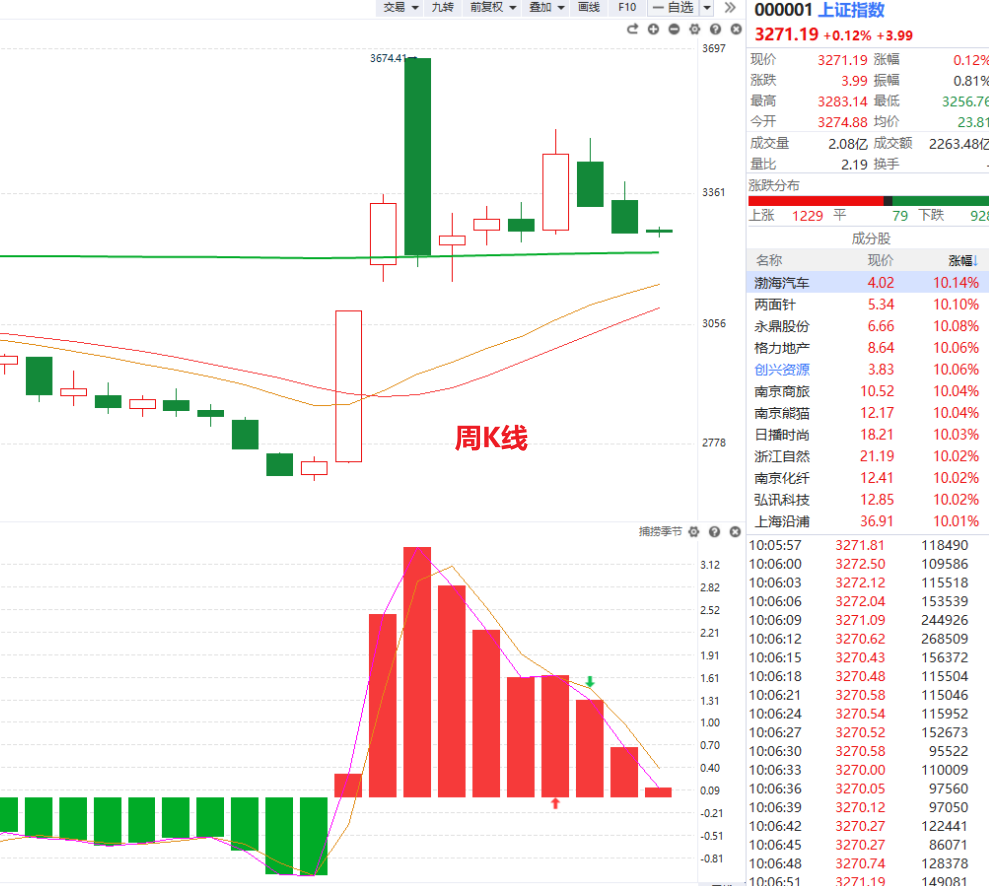 交易 九转 前复权 叠加 画线 F10 一 自选
000001 上证指数
3271.19 +0.12% +3.99
3697
3674.41
3361
3056
2778
周K线
现价 3271.19 涨幅 0.12%
涨跌 3.99 振幅 0.81%
最高 3283.14 最低 3256.76
今开 3274.88 均价 23.81
成交量 2.08亿 成交额 2263.48亿
量比 2.19 换手
涨跌分布
上涨 1229 平 79 下跌 928
成分股
名称 现价 涨幅↓
渤海汽车 4.02 10.14%
两面针 5.34 10.10%
永鼎股份 6.66 10.08%
格力地产 8.64 10.06%
创兴资源 3.83 10.06%
南京商旅 10.52 10.04%
南京熊猫 12.17 10.04%
日播时尚 18.21 10.03%
浙江自然 21.19 10.02%
南京化纤 12.41 10.02%
弘讯科技 12.85 10.02%
上海沿浦 36.91 10.01%
捕捞季节
3.12
2.82
2.52
2.21
1.91
1.61
1.31
1.00
0.70
0.40
0.09
-0.21
-0.51
-0.81
10:05:57 3271.81 118490
10:06:00 3272.50 109586
10:06:03 3272.12 115518
10:06:06 3272.04 153539
10:06:09 3271.09 244926
10:06:12 3270.62 268509
10:06:15 3270.43 156372
10:06:18 3270.48 115504
10:06:21 3270.58 115046
10:06:24 3270.54 115952
10:06:27 3270.52 152673
10:06:30 3270.58 95522
10:06:33 3270.00 110009
10:06:36 3270.05 97560
10:06:39 3270.12 97050
10:06:42 3270.27 122441
10:06:45 3270.27 86071
10:06:48 3270.74 128378
10:06:51 3271.19 149081